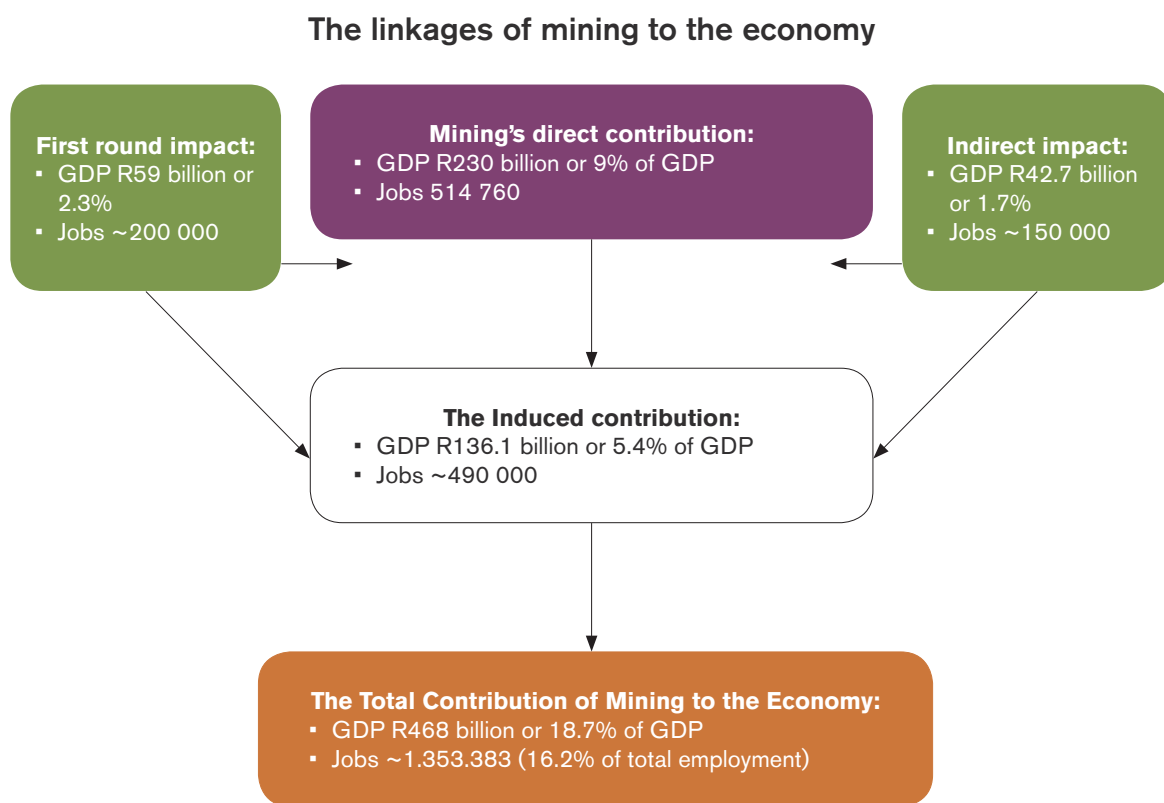 The linkages of mining to the economy
First round impact:
▪ GDP R59 billion or
2.3%
▪ Jobs ~200 000
Mining’s direct contribution:
▪ GDP R230 billion or 9% of GDP
▪ Jobs 514 760
Indirect impact:
▪ GDP R42.7 billion
or 1.7%
▪ Jobs ~150 000
The Induced contribution:
▪ GDP R136.1 billion or 5.4% of GDP
▪ Jobs ~490 000
The Total Contribution of Mining to the Economy:
▪ GDP R468 billion or 18.7% of GDP
▪ Jobs ~1.353.383 (16.2% of total employment)